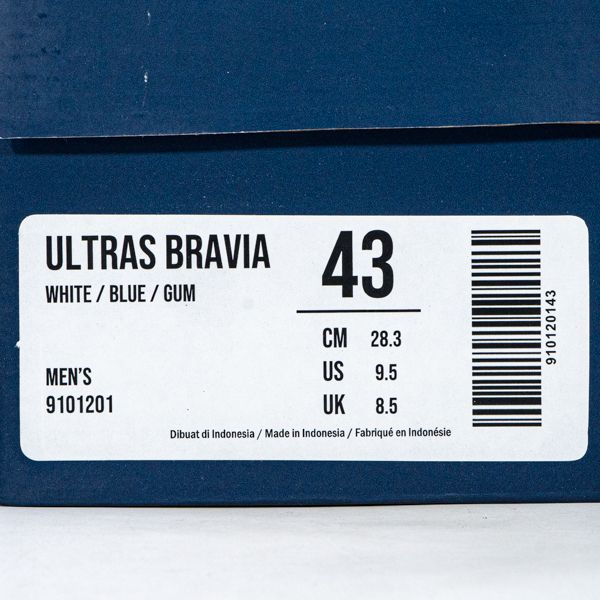 ULTRAS BRAVIA
WHITE / BLUE / GUM
43
CM 28.3
US 9.5
UK 8.5
MEN'S
9101201
Dibuat di Indonesia / Made in Indonesia / Fabriqué en Indonésie
910120143